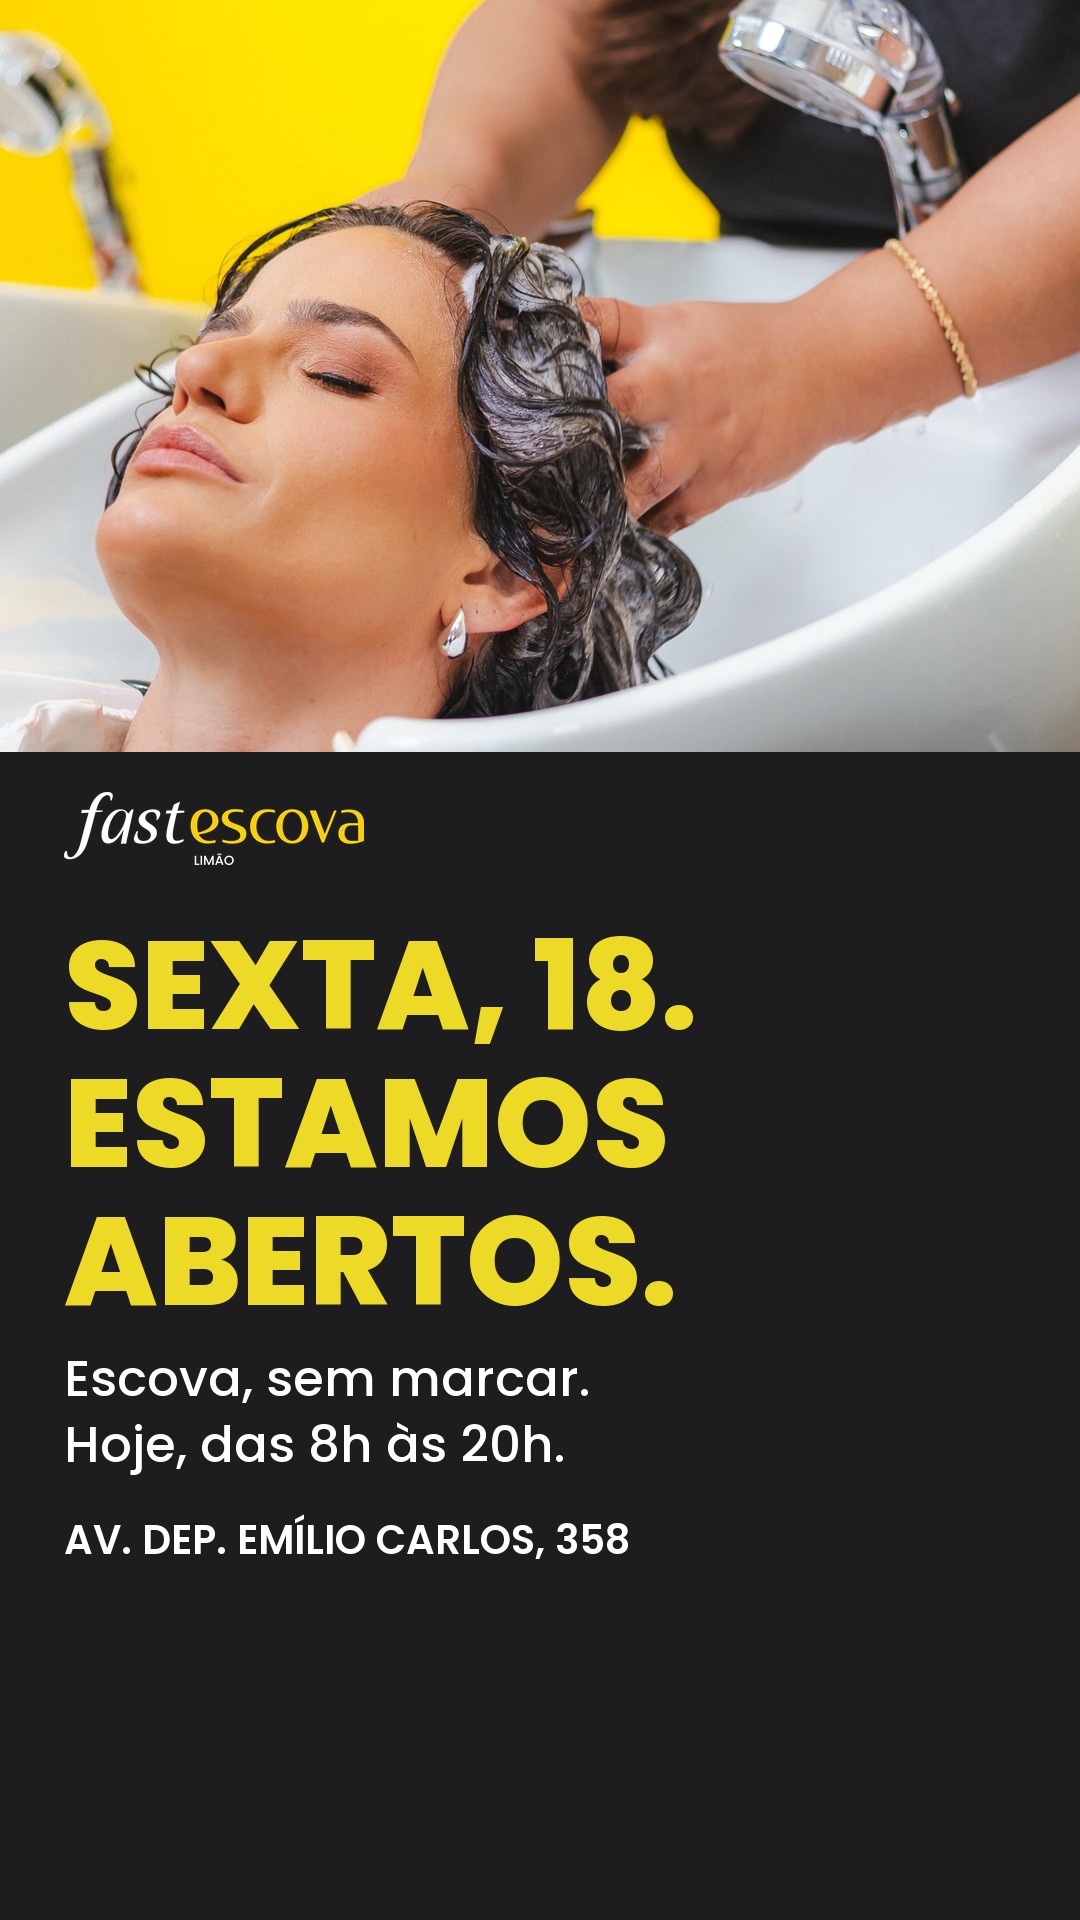 fastescova
LIMÃO
SEXTA, 18.
ESTAMOS
ABERTOS.
Escova, sem marcar.
Hoje, das 8h às 20h.
AV. DEP. EMÍLIO CARLOS, 358